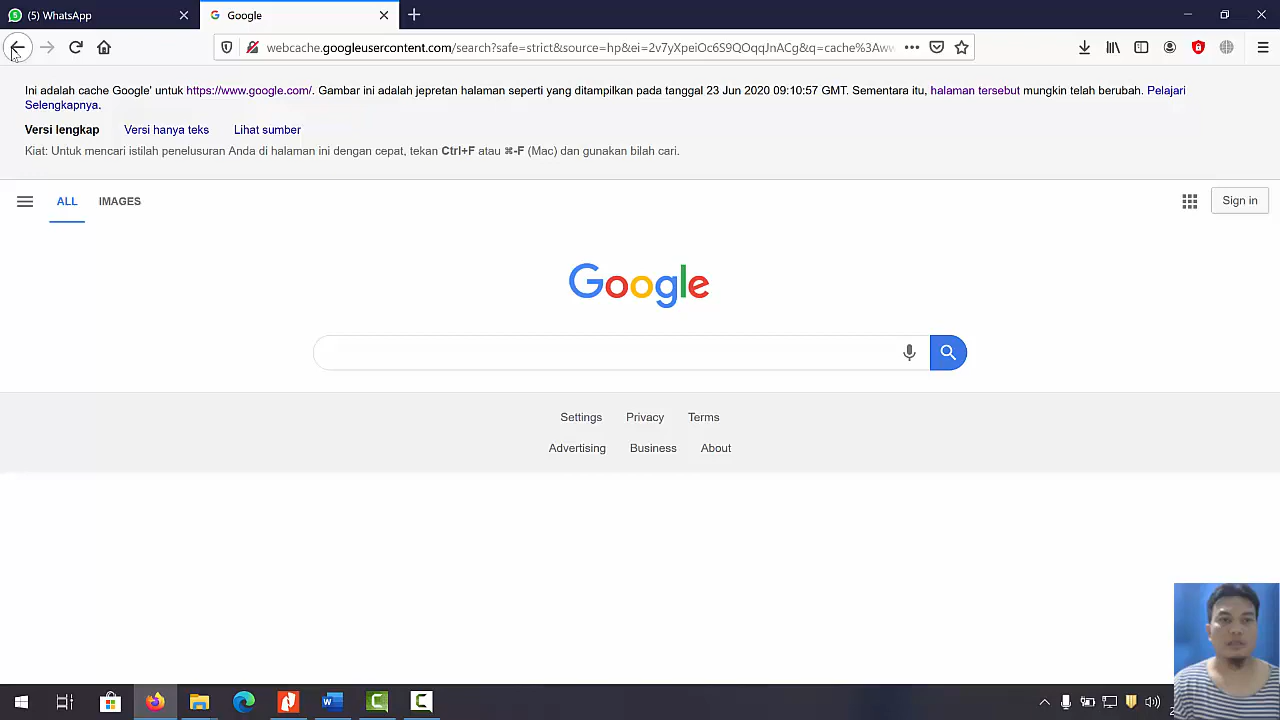 (5) WhatsApp
Google
webcache.googleusercontent.com/search?safe=strict&source=hp&ei=2v7yXpeiOc6S9QOqqJnACg&q=cache%3Aww
Ini adalah cache Google' untuk https://www.google.com/. Gambar ini adalah jepretan halaman seperti yang ditampilkan pada tanggal 23 Jun 2020 09:10:57 GMT. Sementara itu, halaman tersebut mungkin telah berubah. Pelajari
Selengkapnya.
Versi lengkap Versi hanya teks Lihat sumber
Kiat: Untuk mencari istilah penelusuran Anda di halaman ini dengan cepat, tekan Ctrl+F atau ⌘-F (Mac) dan gunakan bilah cari.
ALL IMAGES Sign in
Google
Settings Privacy Terms
Advertising Business About